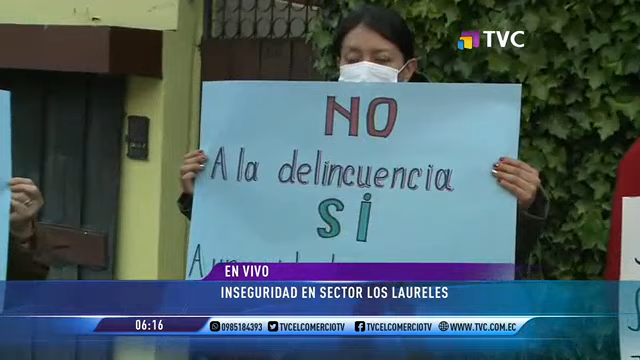 TVC
NO
A la delincuencia
SÍ
EN VIVO
INSEGURIDAD EN SECTOR LOS LAURELES
06:16 0985184393 TVCELCOMERCIOTV TVCELCOMERCIOTV WWW.TVC.COM.EC